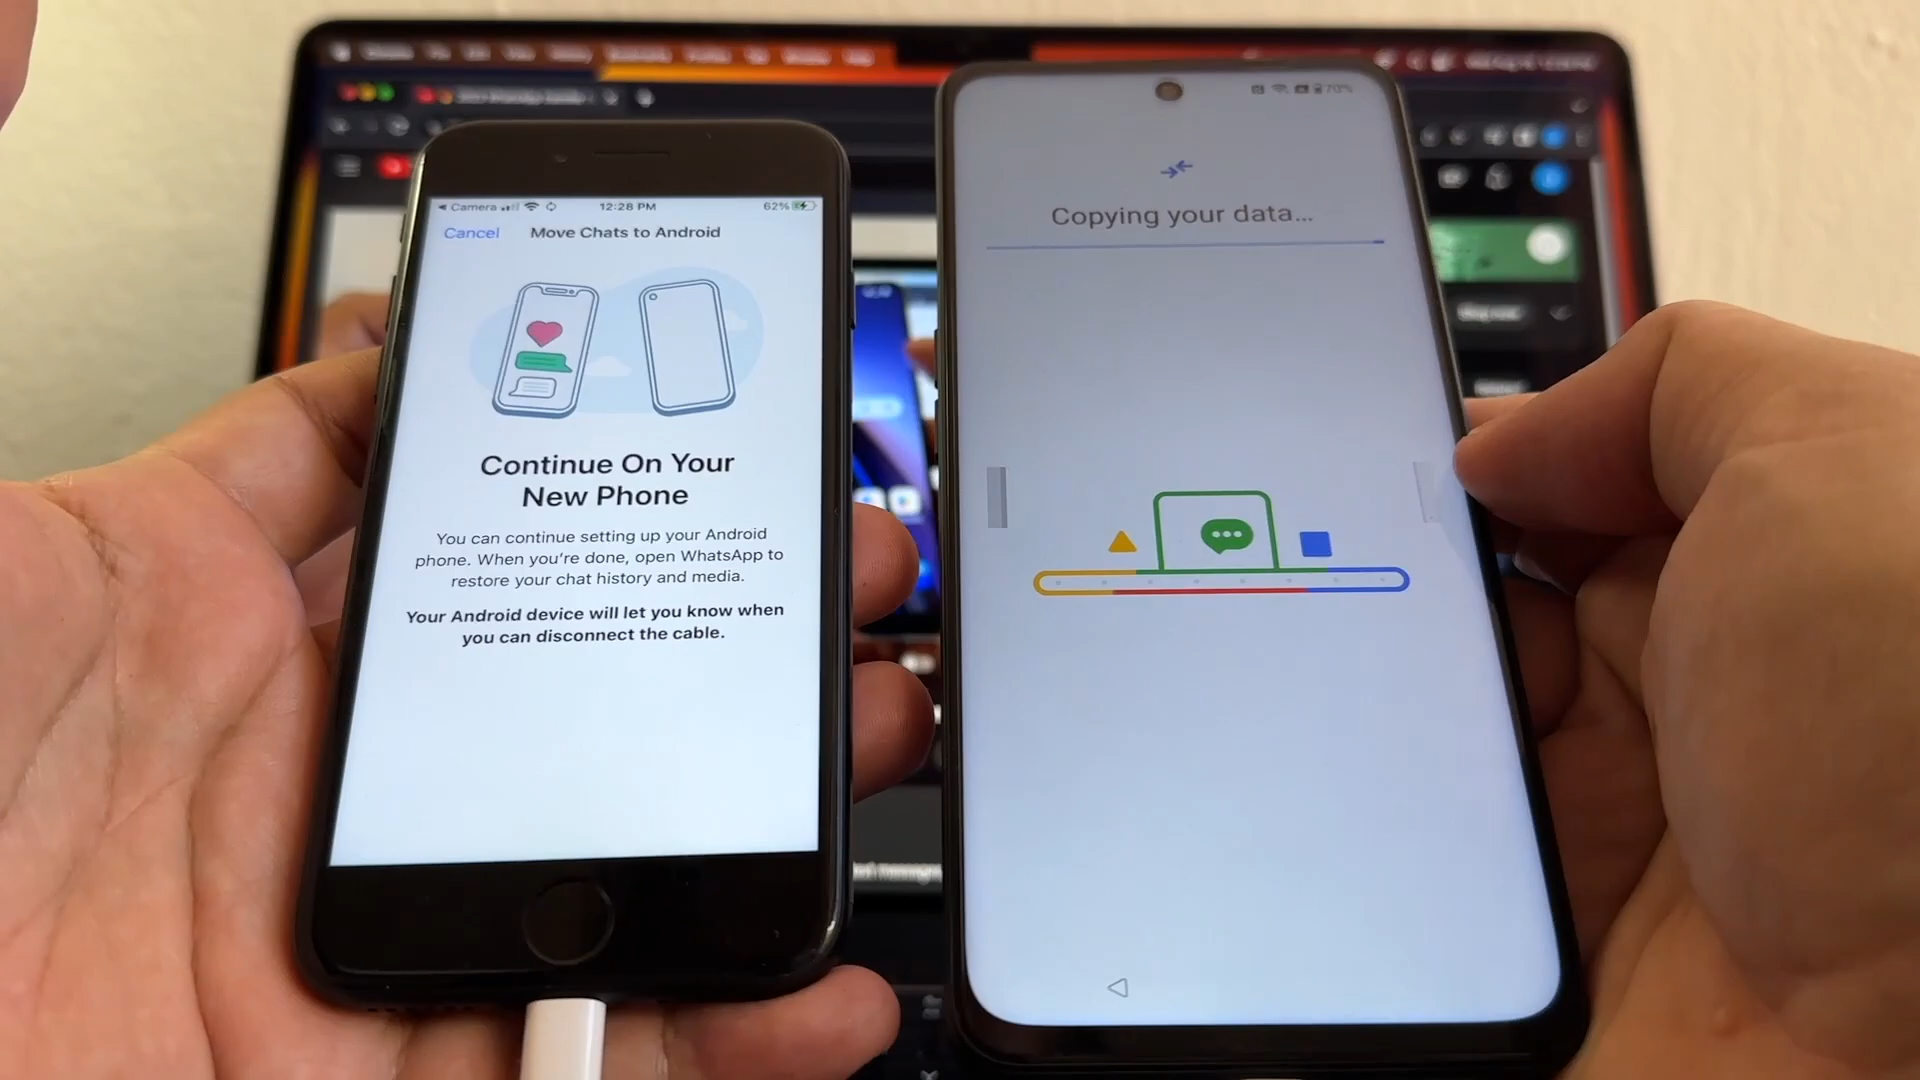 Camera
12:28 PM
62%
Cancel
Move Chats to Android
Continue On Your
New Phone
You can continue setting up your Android
phone. When you're done, open WhatsApp to
restore your chat history and media.
Your Android device will let you know when
you can disconnect the cable.
70%
Copying your data...